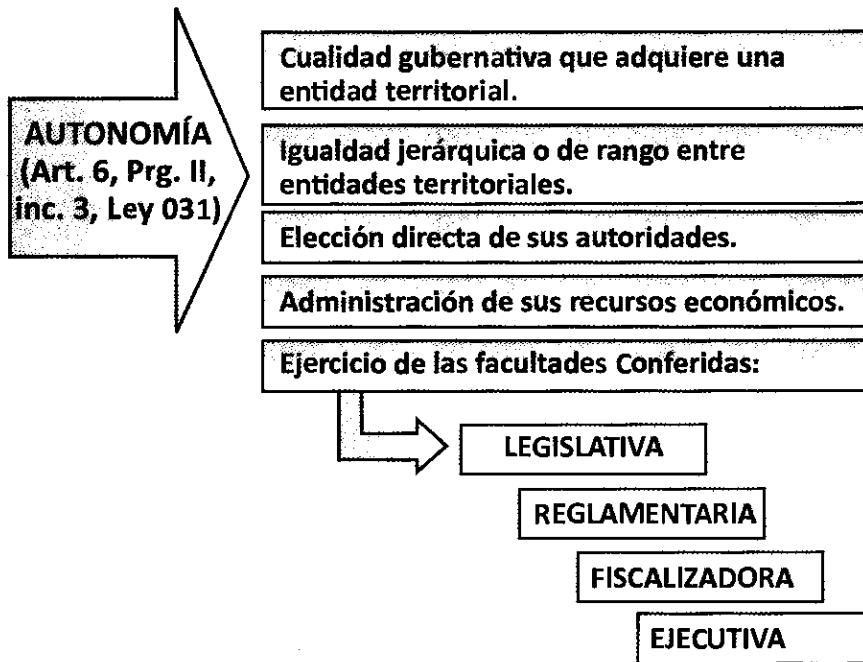 AUTONOMÍA
(Art. 6, Prg. II,
inc. 3, Ley 031)
Cualidad gubernativa que adquiere una
entidad territorial.
Igualdad jerárquica o de rango entre
entidades territoriales.
Elección directa de sus autoridades.
Administración de sus recursos económicos.
Ejercicio de las facultades Conferidas:
LEGISLATIVA
REGLAMENTARIA
FISCALIZADORA
EJECUTIVA